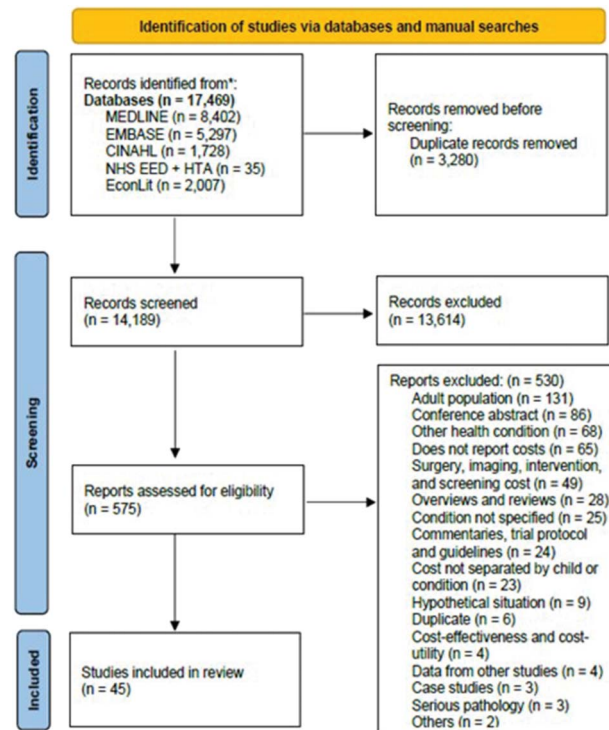 Identification of studies via databases and manual searches
Identification
Records identified from*:
Databases (n = 17,469)
MEDLINE (n = 8,402)
EMBASE (n = 5,297)
CINAHL (n = 1,728)
NHS EED + HTA (n = 35)
EconLit (n = 2,007)
Records removed before
screening:
Duplicate records removed
(n = 3,280)
Screening
Records screened
(n = 14,189)
Records excluded
(n = 13,614)
Reports assessed for eligibility
(n = 575)
Reports excluded: (n = 530)
Adult population (n = 131)
Conference abstract (n = 86)
Other health condition (n = 68)
Does not report costs (n = 65)
Surgery, imaging, intervention,
and screening cost (n = 49)
Overviews and reviews (n = 28)
Condition not specified (n = 25)
Commentaries, trial protocol
and guidelines (n = 24)
Cost not separated by child or
condition (n = 23)
Hypothetical situation (n = 9)
Duplicate (n = 6)
Cost-effectiveness and cost-
utility (n = 4)
Data from other studies (n = 4)
Case studies (n = 3)
Serious pathology (n = 3)
Others (n = 2)
Included
Studies included in review
(n = 45)